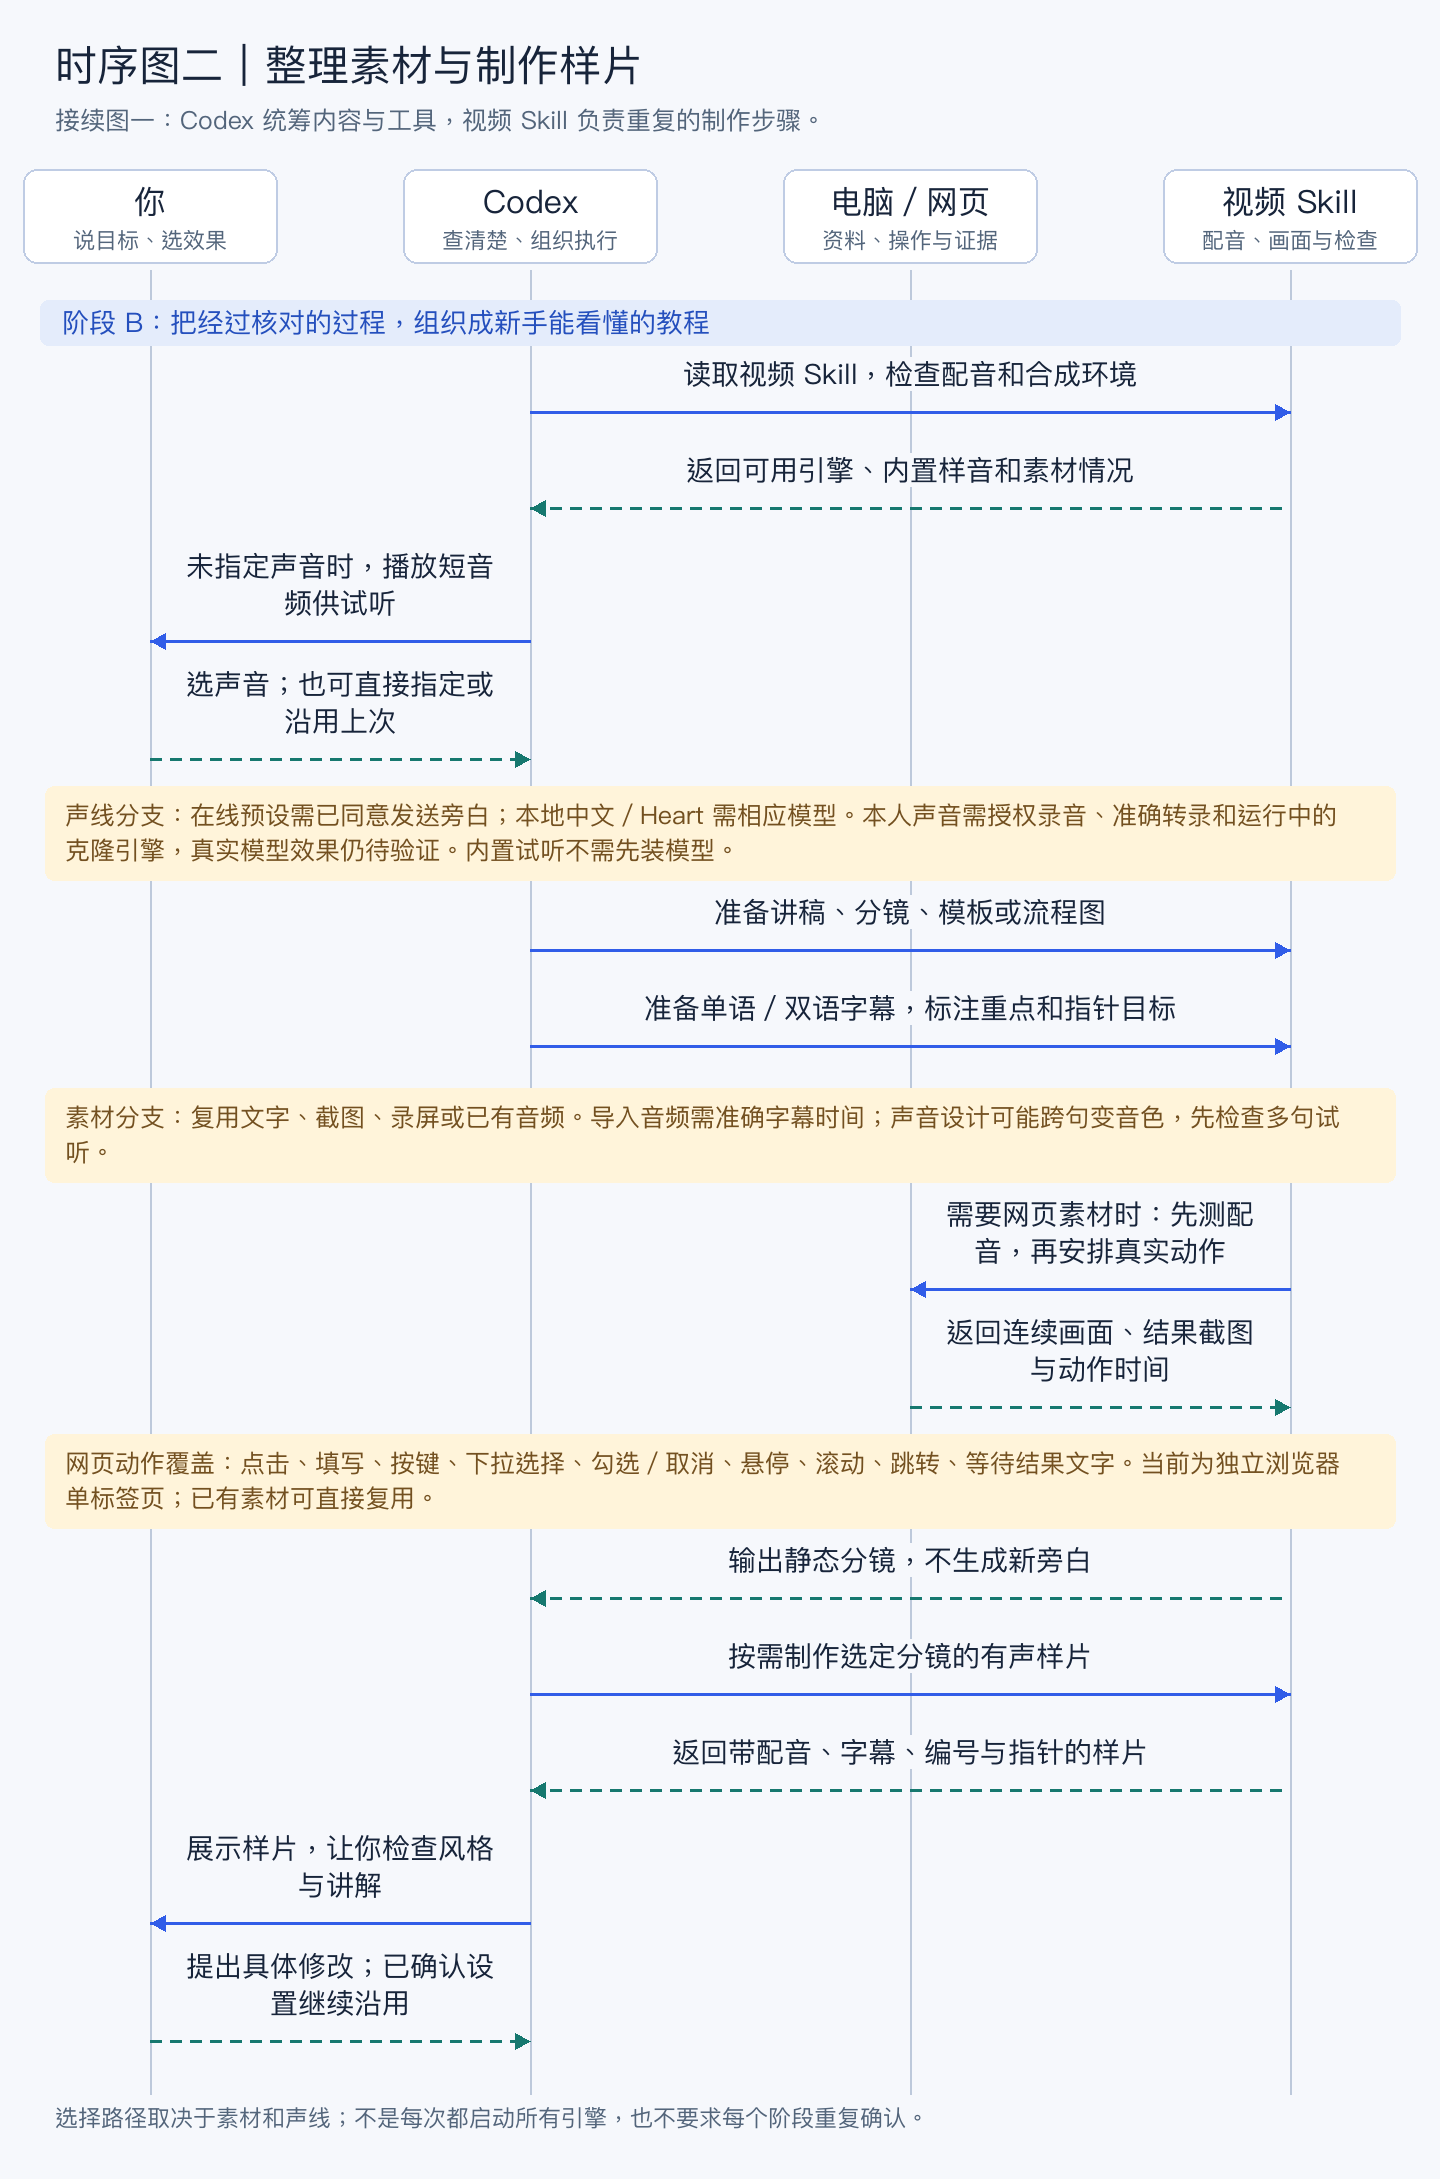 时序图二｜整理素材与制作样片
接续图一：Codex 统筹内容与工具，视频 Skill 负责重复的制作步骤。
你
说目标、选效果
Codex
查清楚、组织执行
电脑 / 网页
资料、操作与证据
视频 Skill
配音、画面与检查
阶段 B：把经过核对的过程，组织成新手能看懂的教程
读取视频 Skill，检查配音和合成环境
返回可用引擎、内置样音和素材情况
未指定声音时，播放短音
频供试听
选声音；也可直接指定或
沿用上次
声线分支：在线预设需已同意发送旁白；本地中文 / Heart 需相应模型。本人声音需授权录音、准确转录和运行中的
克隆引擎，真实模型效果仍待验证。内置试听不需先装模型。
准备讲稿、分镜、模板或流程图
准备单语 / 双语字幕，标注重点和指针目标
素材分支：复用文字、截图、录屏或已有音频。导入音频需准确字幕时间；声音设计可能跨句变音色，先检查多句试
听。
需要网页素材时：先测配
音，再安排真实动作
返回连续画面、结果截图
与动作时间
网页动作覆盖：点击、填写、按键、下拉选择、勾选 / 取消、悬停、滚动、跳转、等待结果文字。当前为独立浏览器
单标签页；已有素材可直接复用。
输出静态分镜，不生成新旁白
按需制作选定分镜的有声样片
返回带配音、字幕、编号与指针的样片
展示样片，让你检查风格
与讲解
提出具体修改；已确认设
置继续沿用
选择路径取决于素材和声线；不是每次都启动所有引擎，也不要求每个阶段重复确认。